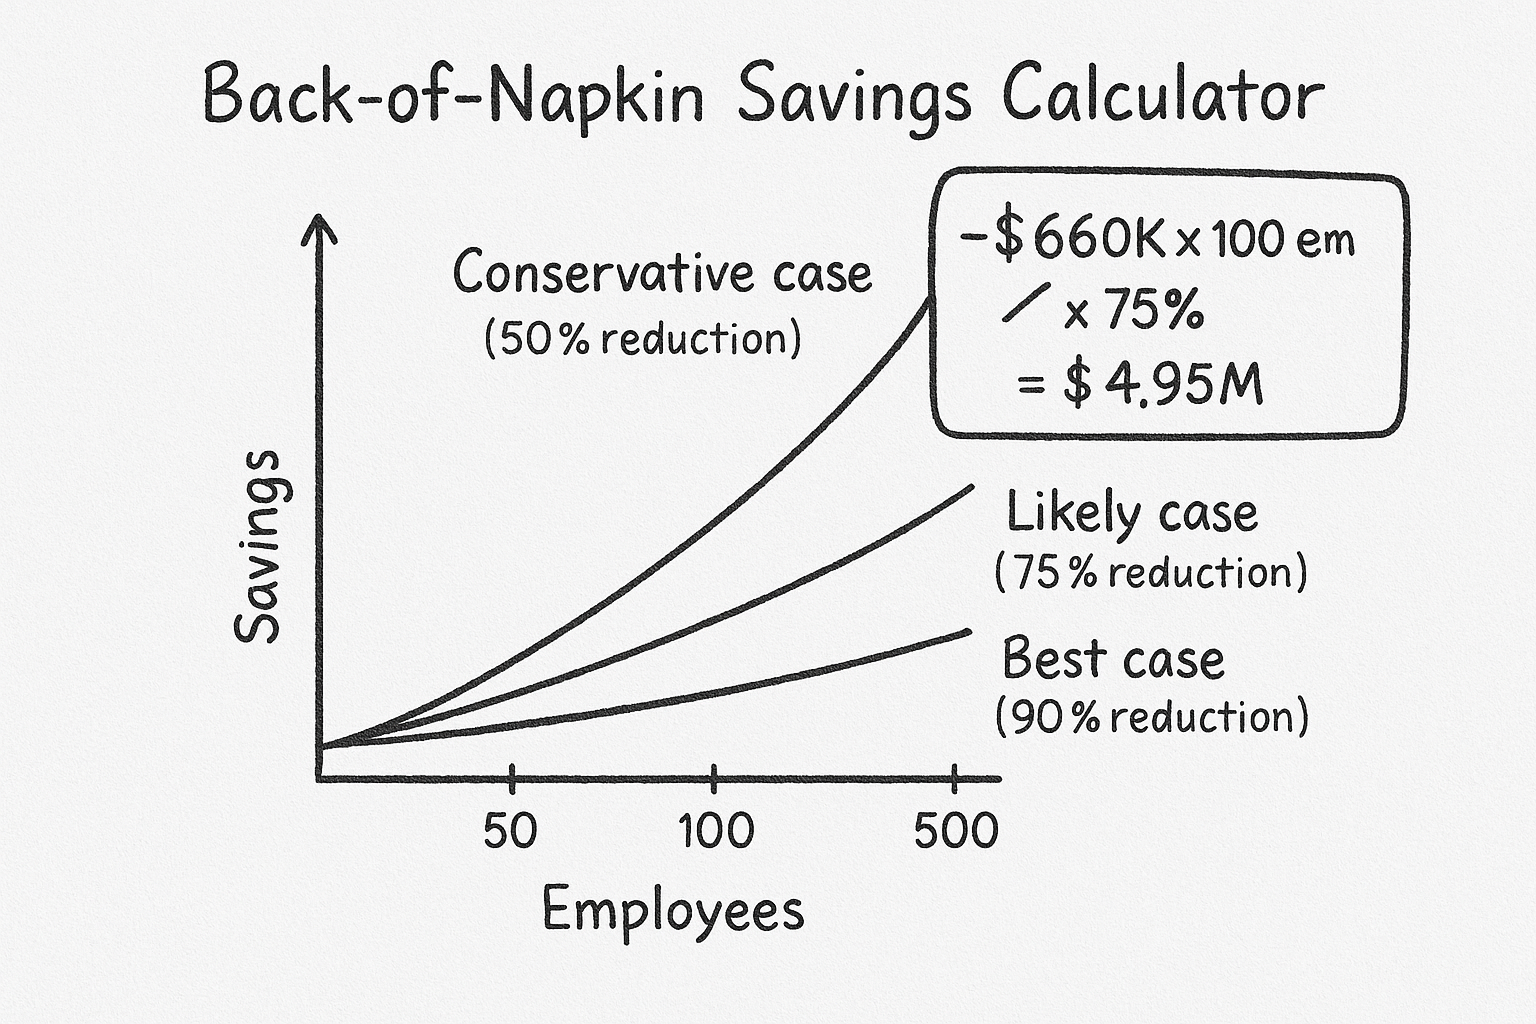 Back-of-Napkin Savings Calculator
-$660K x 100 em
/ x 75%
= $4.95M
Conservative case
(50% reduction)
Likely case
(75% reduction)
Best case
(90% reduction)
Savings
50 100 500
Employees